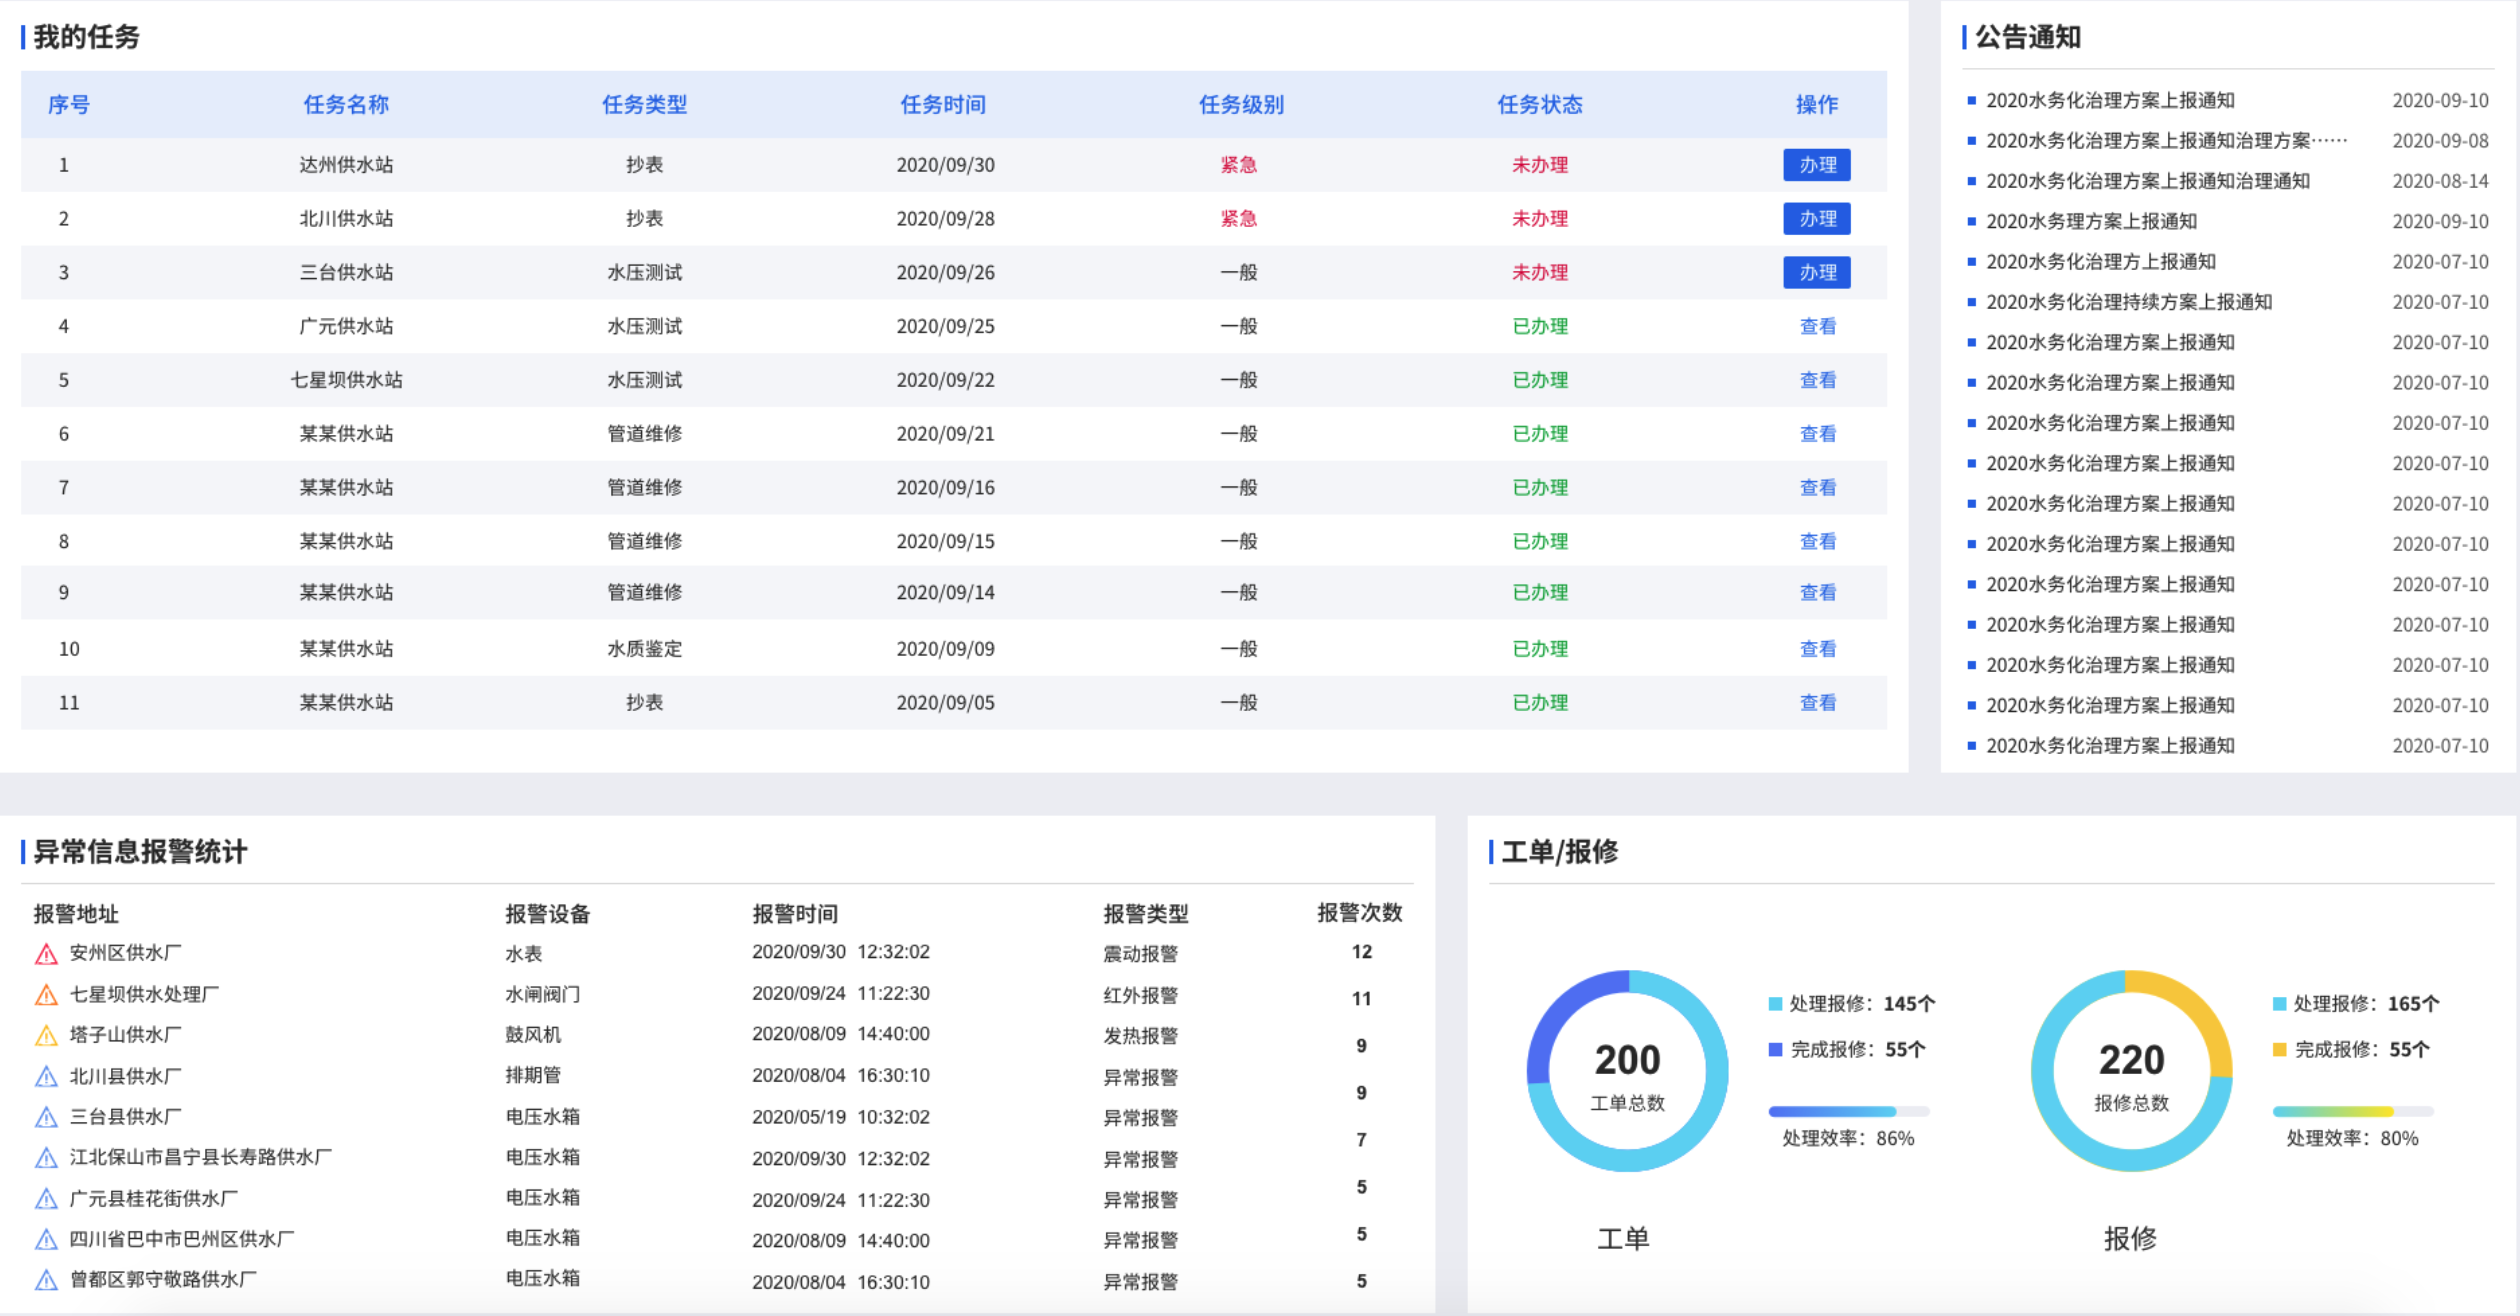 我的任务
序号 任务名称 任务类型 任务时间 任务级别 任务状态 操作
1 达州供水站 抄表 2020/09/30 紧急 未办理 办理
2 北川供水站 抄表 2020/09/28 紧急 未办理 办理
3 三台供水站 水压测试 2020/09/26 一般 未办理 办理
4 广元供水站 水压测试 2020/09/25 一般 已办理 查看
5 七星坝供水站 水压测试 2020/09/22 一般 已办理 查看
6 某某供水站 管道维修 2020/09/21 一般 已办理 查看
7 某某供水站 管道维修 2020/09/16 一般 已办理 查看
8 某某供水站 管道维修 2020/09/15 一般 已办理 查看
9 某某供水站 管道维修 2020/09/14 一般 已办理 查看
10 某某供水站 水质鉴定 2020/09/09 一般 已办理 查看
11 某某供水站 抄表 2020/09/05 一般 已办理 查看
公告通知
2020水务化治理方案上报通知 2020-09-10
2020水务化治理方案上报通知治理方案…… 2020-09-08
2020水务化治理方案上报通知治理通知 2020-08-14
2020水务理方案上报通知 2020-09-10
2020水务化治理方上报通知 2020-07-10
2020水务化治理持续方案上报通知 2020-07-10
2020水务化治理方案上报通知 2020-07-10
2020水务化治理方案上报通知 2020-07-10
2020水务化治理方案上报通知 2020-07-10
2020水务化治理方案上报通知 2020-07-10
2020水务化治理方案上报通知 2020-07-10
2020水务化治理方案上报通知 2020-07-10
2020水务化治理方案上报通知 2020-07-10
2020水务化治理方案上报通知 2020-07-10
2020水务化治理方案上报通知 2020-07-10
2020水务化治理方案上报通知 2020-07-10
2020水务化治理方案上报通知 2020-07-10
异常信息报警统计
报警地址 报警设备 报警时间 报警类型 报警次数
安州区供水厂 水表 2020/09/30 12:32:02 震动报警 12
七星坝供水处理厂 水闸阀门 2020/09/24 11:22:30 红外报警 11
塔子山供水厂 鼓风机 2020/08/09 14:40:00 发热报警 9
北川县供水厂 排期管 2020/08/04 16:30:10 异常报警 9
三台县供水厂 电压水箱 2020/05/19 10:32:02 异常报警 7
江北保山市昌宁县长寿路供水厂 电压水箱 2020/09/30 12:32:02 异常报警 5
广元县桂花街供水厂 电压水箱 2020/09/24 11:22:30 异常报警 5
四川省巴中市巴州区供水厂 电压水箱 2020/08/09 14:40:00 异常报警 5
曾都区郭守敬路供水厂 电压水箱 2020/08/04 16:30:10 异常报警
工单/报修
200
工单总数
处理报修：145个
完成报修：55个
处理效率：86%
工单
220
报修总数
处理报修：165个
完成报修：55个
处理效率：80%
报修